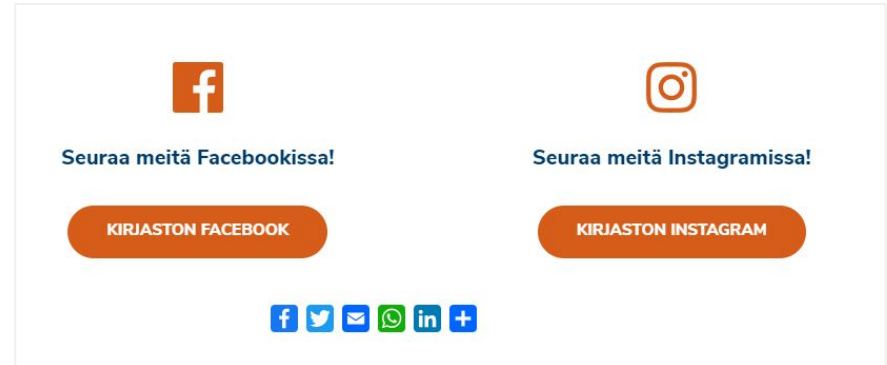 Seuraa meitä Facebookissa!
KIRJASTON FACEBOOK
Seuraa meitä Instagramissa!
KIRJASTON INSTAGRAM